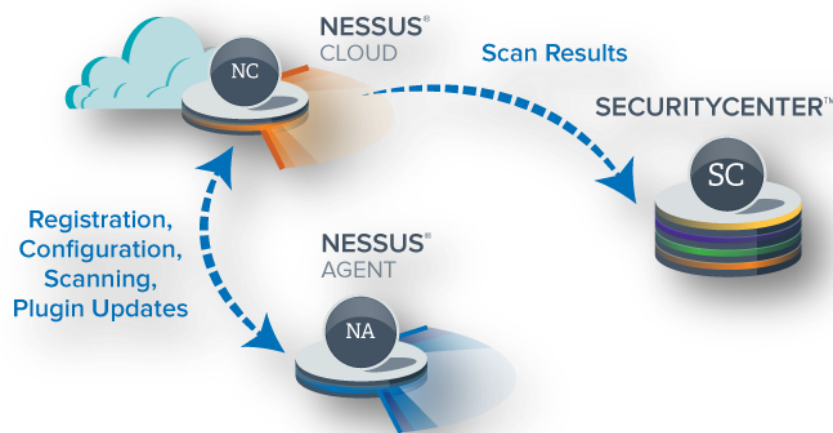 NESSUS®
CLOUD
NC
Scan Results
SECURITYCENTER™
SC
Registration,
Configuration,
Scanning,
Plugin Updates
NESSUS®
AGENT
NA